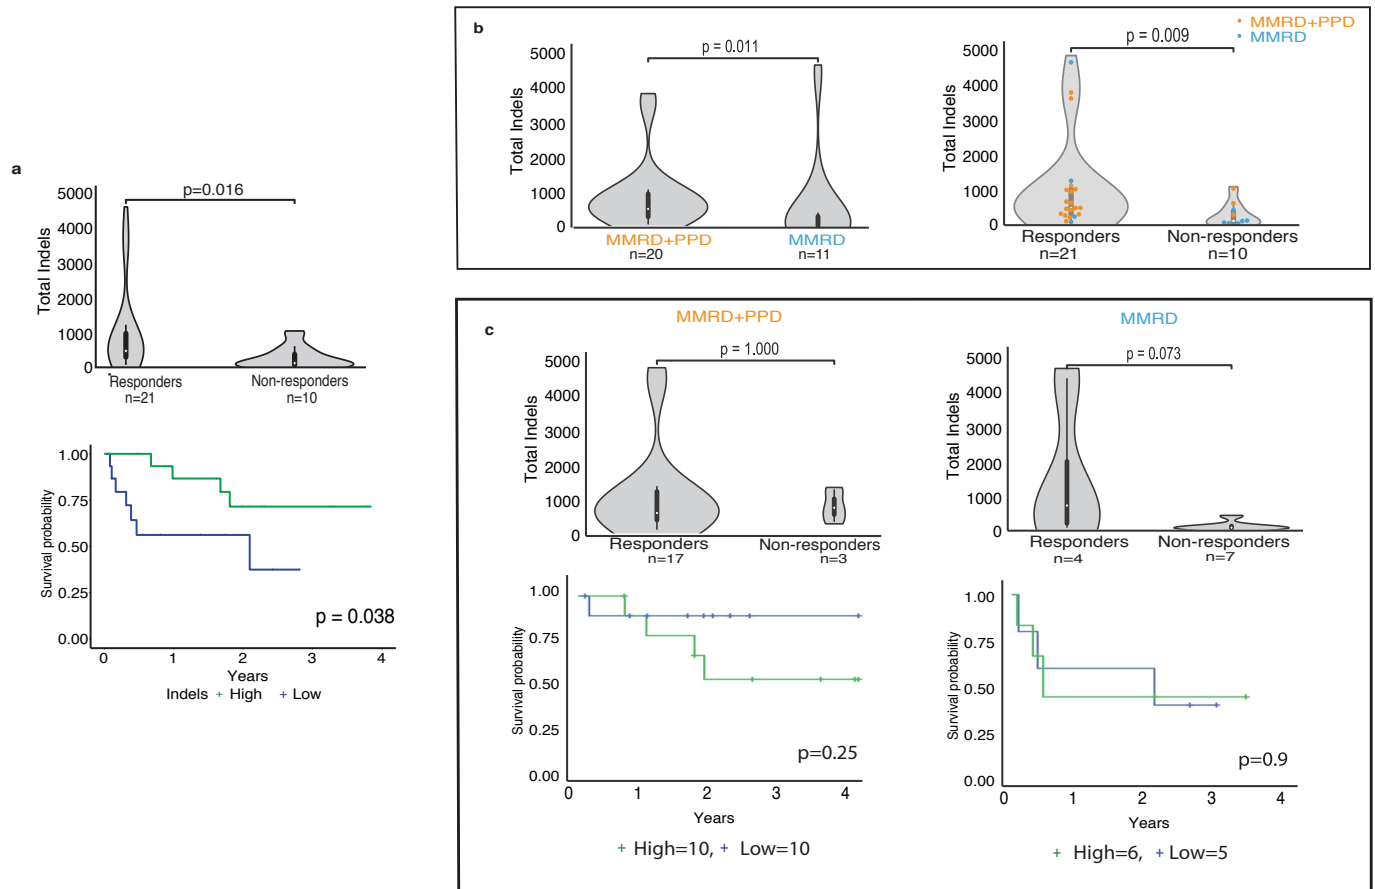 a
p=0.016
5000
4000
3000
2000
1000
0
Total Indels
Responders
n=21
Non-responders
n=10
1.00
0.75
0.50
0.25
0.00
Survival probability
p = 0.038
0 1 2 3 4
Years
Indels + High + Low
b
p = 0.011
5000
4000
3000
2000
1000
0
Total Indels
MMRD+PPD
n=20
MMRD
n=11
MMRD+PPD
MMRD
p = 0.009
5000
4000
3000
2000
1000
0
Total Indels
Responders
n=21
Non-responders
n=10
c
MMRD+PPD
p = 1.000
5000
4000
3000
2000
1000
0
Total Indels
Responders
n=17
Non-responders
n=3
1.00
0.75
0.50
0.25
0.00
Survival probability
p=0.25
0 1 2 3 4
Years
+ High=10, + Low=10
MMRD
p = 0.073
5000
4000
3000
2000
1000
0
Total Indels
Responders
n=4
Non-responders
n=7
1.00
0.75
0.50
0.25
0.00
Survival probability
p=0.9
0 1 2 3 4
Years
+ High=6, + Low=5